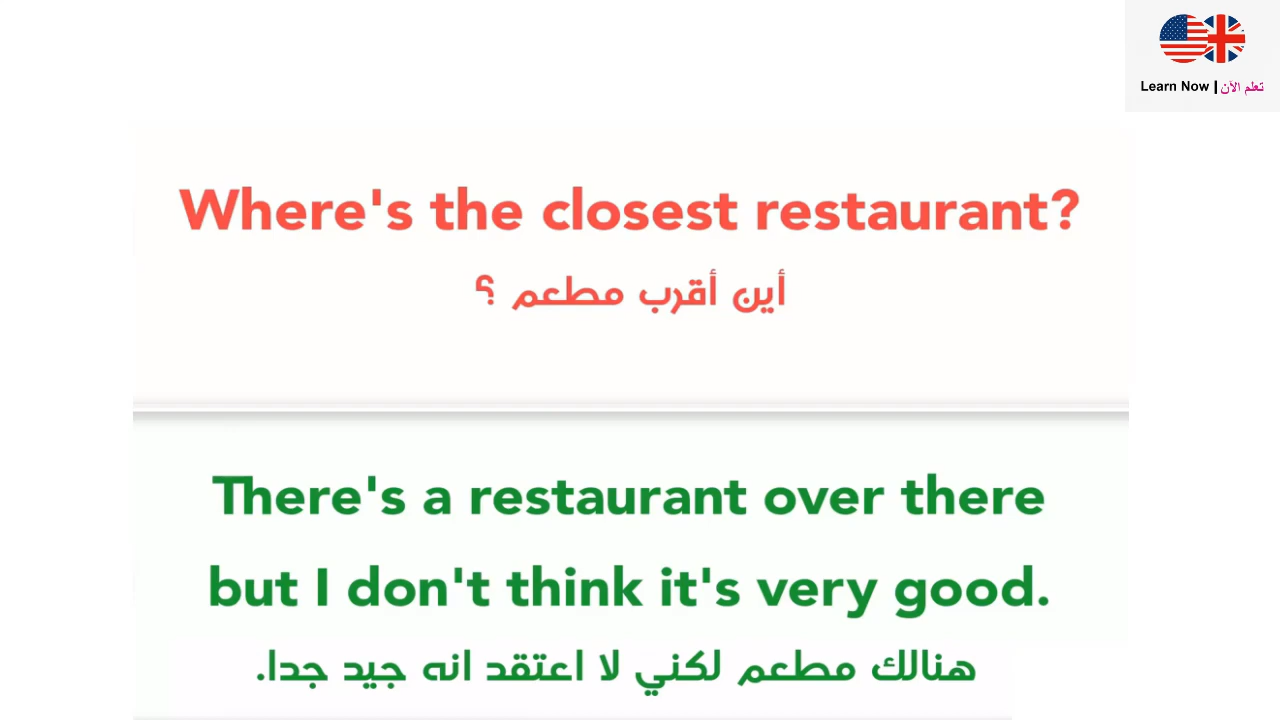 Learn Now | تعلم الآن
Where's the closest restaurant?
أين أقرب مطعم ؟
There's a restaurant over there
but I don't think it's very good.
هنالك مطعم لكني لا اعتقد انه جيد جدا.